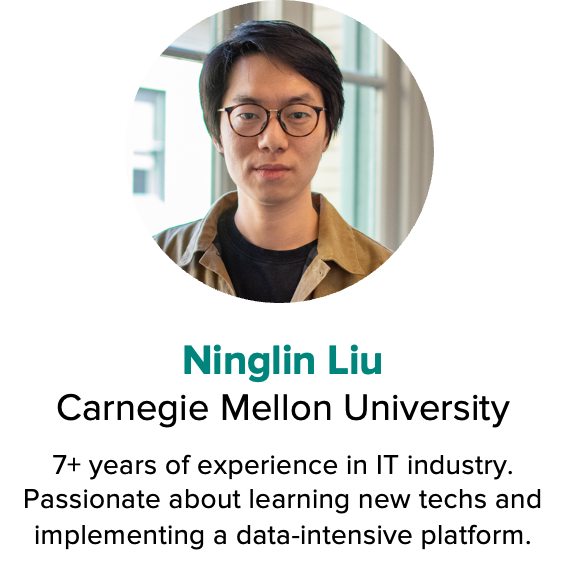 Ninglin Liu
Carnegie Mellon University
7+ years of experience in IT industry.
Passionate about learning new techs and
implementing a data-intensive platform.